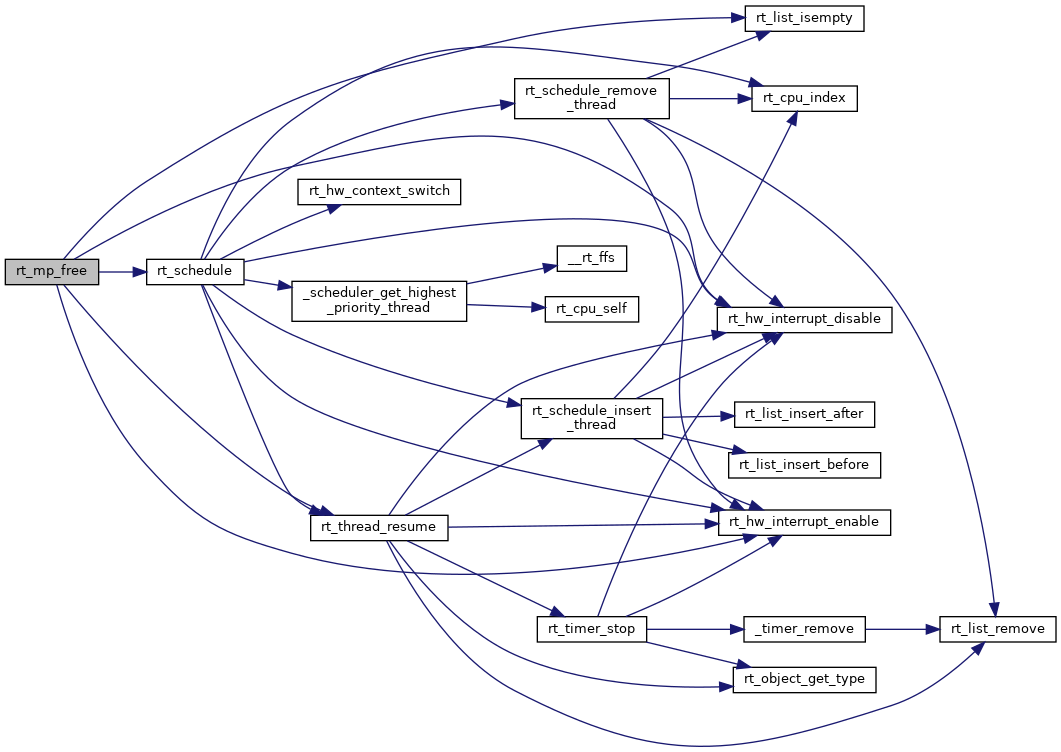 rt_list_isempty
rt_schedule_remove
_thread
rt_cpu_index
rt_hw_context_switch
__rt_ffs
rt_mp_free
rt_schedule
_scheduler_get_highest
_priority_thread
rt_cpu_self
rt_hw_interrupt_disable
rt_schedule_insert
_thread
rt_list_insert_after
rt_list_insert_before
rt_thread_resume
rt_hw_interrupt_enable
rt_timer_stop
_timer_remove
rt_list_remove
rt_object_get_type